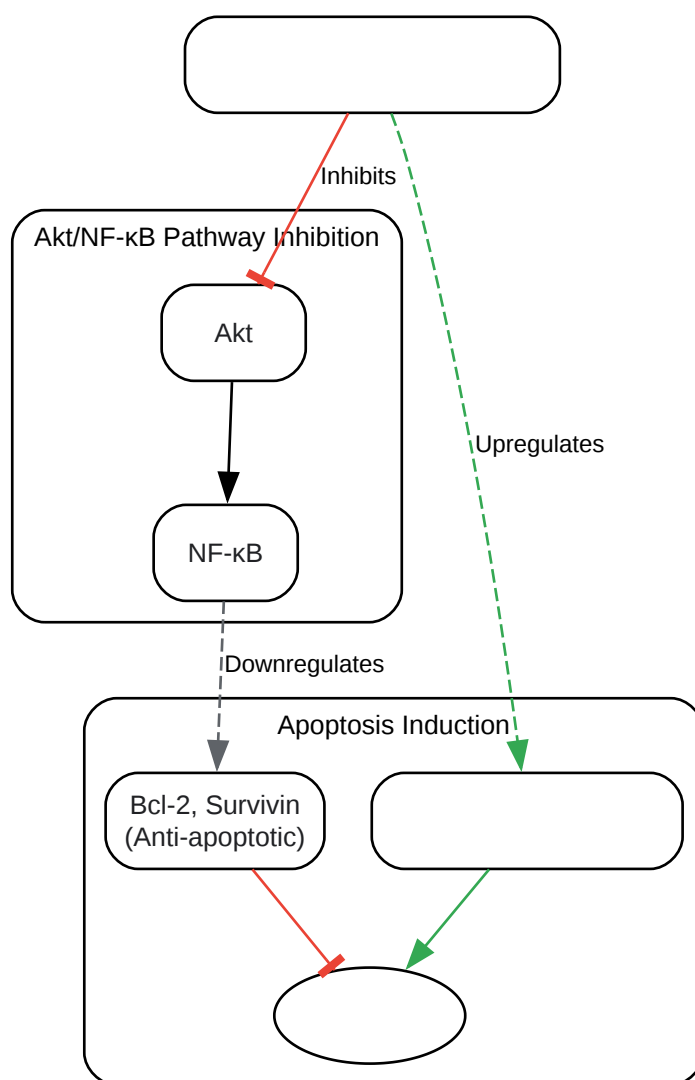 Inhibits
Akt/NF-κB Pathway Inhibition
Akt
Upregulates
NF-κB
Downregulates
Apoptosis Induction
Bcl-2, Survivin
(Anti-apoptotic)